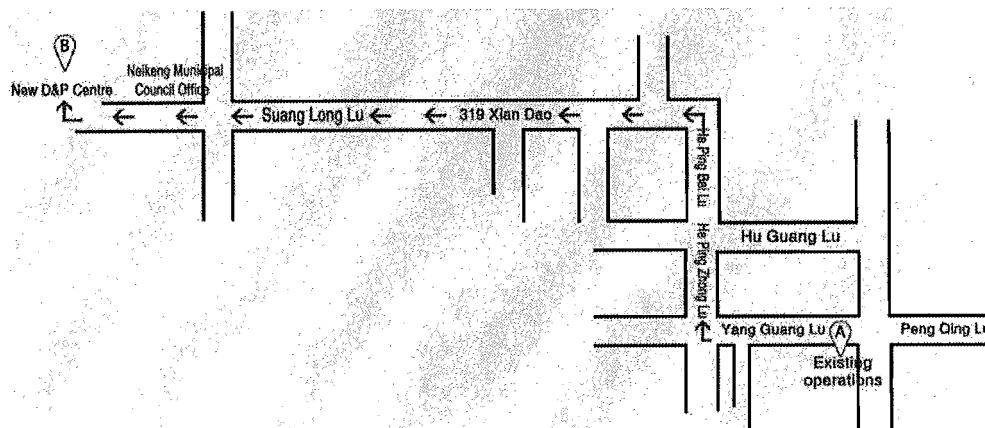 B
New D&P Centre
Neikeng Municipal
Council Office
Suang Long Lu
319 Xian Dao
He Ping Bei Lu
Hu Guang Lu
He Ping Zhong Lu
Yang Guang Lu
A
Peng Qing Lu
Existing
operations